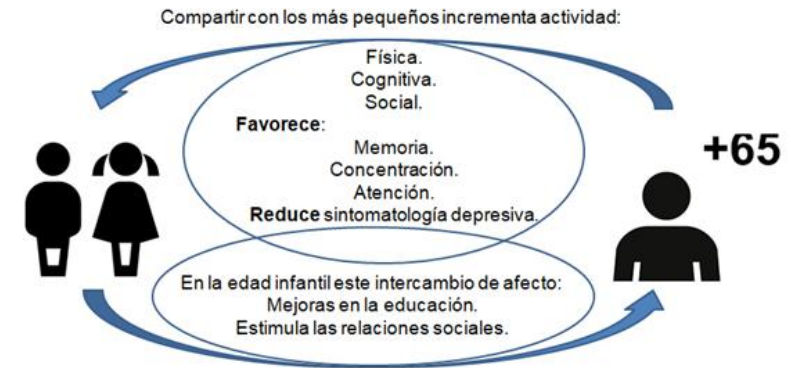 Compartir con los más pequeños incrementa actividad:
Física.
Cognitiva.
Social.
Favorece:
Memoria.
Concentración.
Atención.
Reduce sintomatología depresiva.
+65
En la edad infantil este intercambio de afecto:
Mejoras en la educación.
Estimula las relaciones sociales.